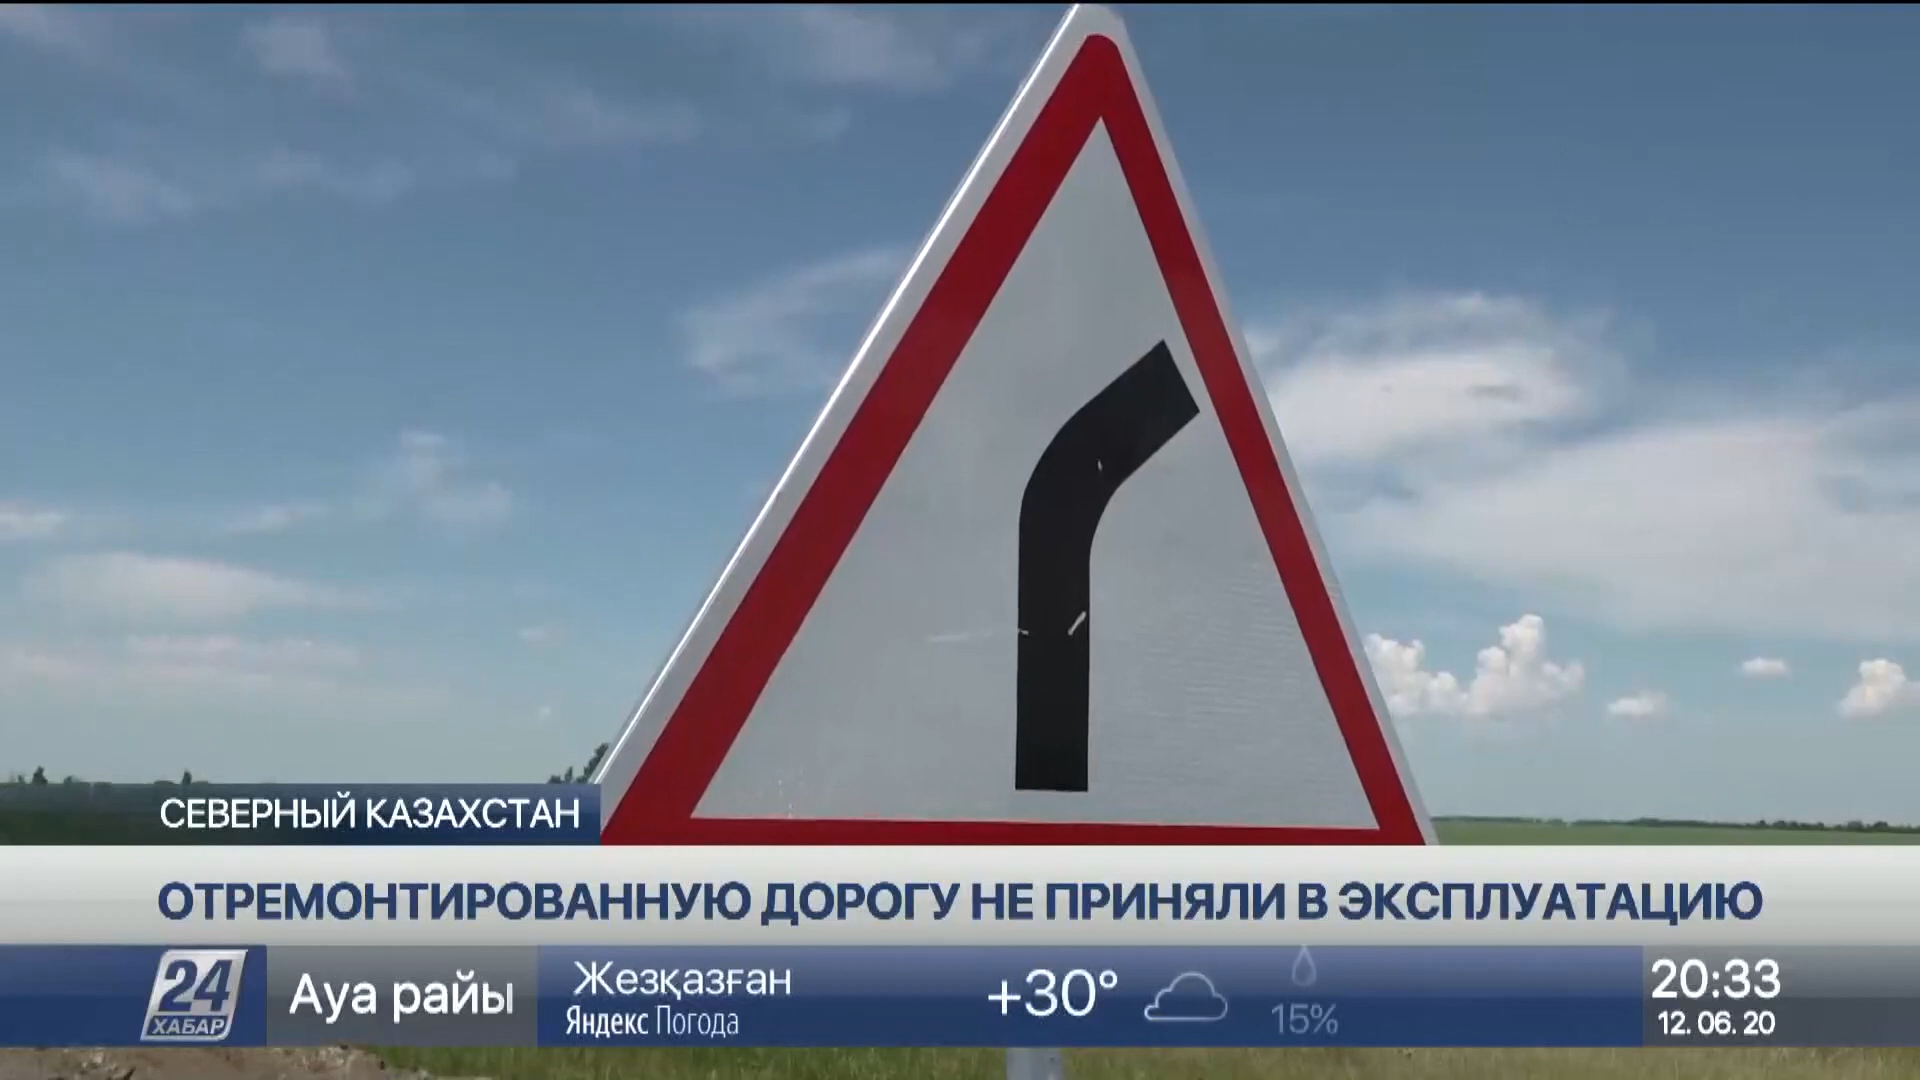 СЕВЕРНЫЙ КАЗАХСТАН
ОТРЕМОНТИРОВАННУЮ ДОРОГУ НЕ ПРИНЯЛИ В ЭКСПЛУАТАЦИЮ
24
ХАБАР
Ауа райы
Жезқазған
Яндекс Погода
+30°
15%
20:33
12. 06. 20